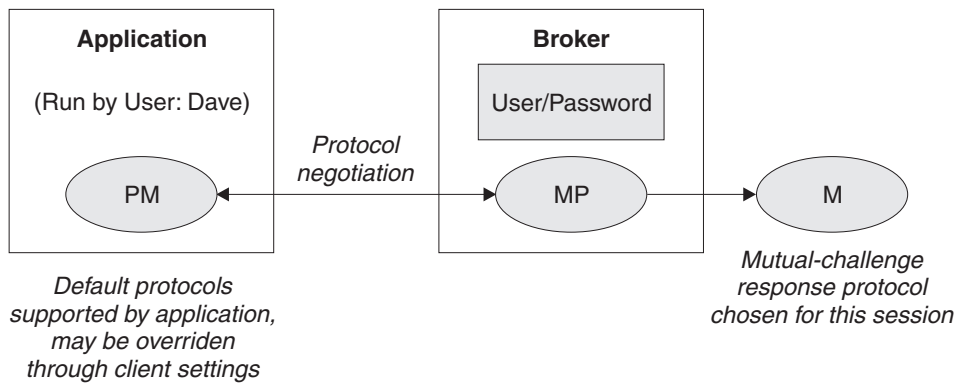 Application
(Run by User: Dave)
PM
Protocol
negotiation
Broker
User/Password
MP
M
Default protocols
supported by application,
may be overriden
through client settings
Mutual-challenge
response protocol
chosen for this session